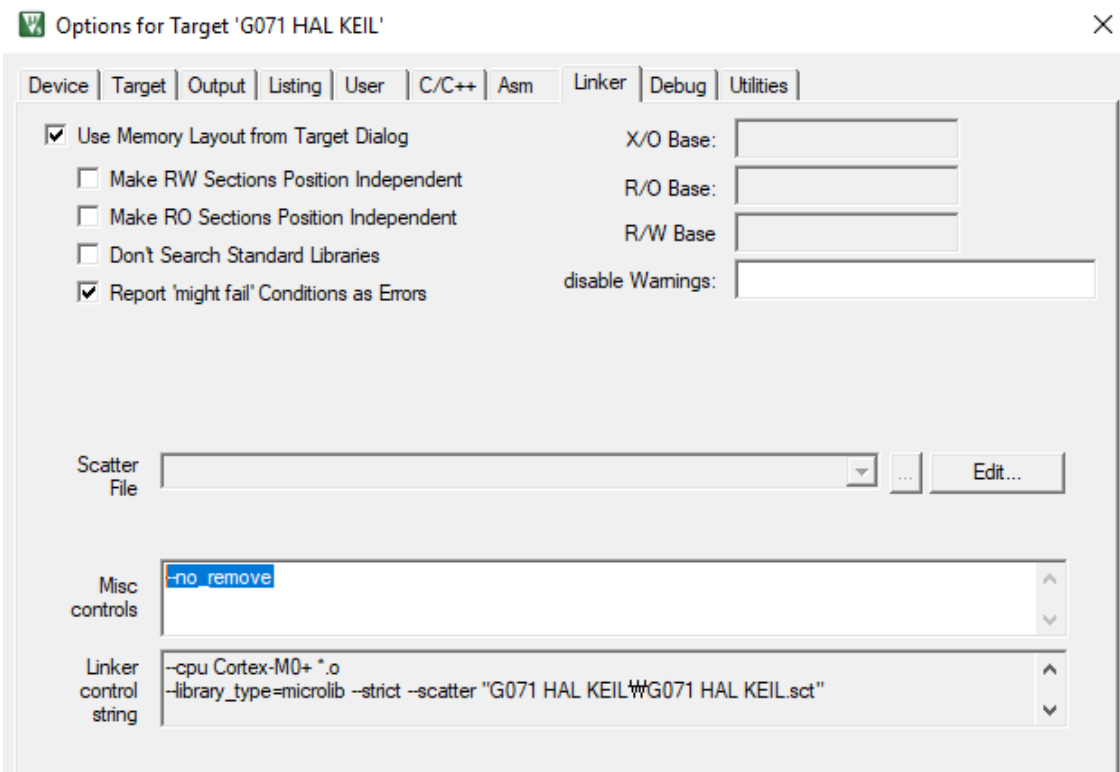 Options for Target 'G071 HAL KEIL'
Device Target Output Listing User C/C++ Asm Linker Debug Utilities
Use Memory Layout from Target Dialog
Make RW Sections Position Independent
Make RO Sections Position Independent
Don't Search Standard Libraries
Report 'might fail' Conditions as Errors
X/O Base:
R/O Base:
R/W Base
disable Warnings:
Scatter
File
...
Edit...
Misc
controls
--no_remove
Linker
control
string
--cpu Cortex-M0+ *.o
--library_type=microlib --strict --scatter "G071 HAL KEIL₩G071 HAL KEIL.sct"